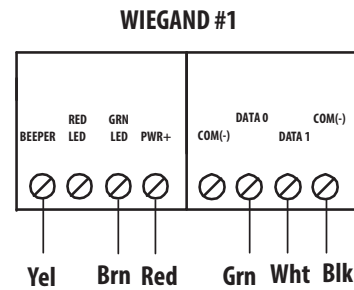 WIEGAND #1
BEEPER RED LED GRN LED PWR+ COM(-) DATA 0 DATA 1 COM(-)
Yel Brn Red Grn Wht Blk